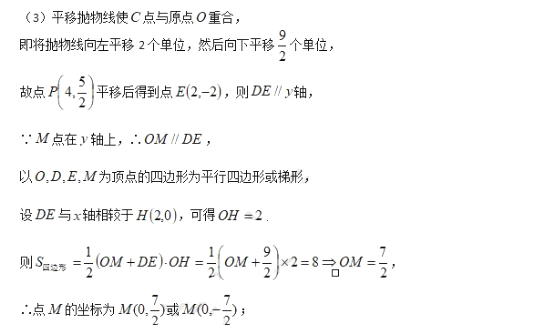 (3)平移抛物线使C点与原点O重合,
即将抛物线向左平移 2 个单位，然后向下平移9/2个单位,
故点P(4,5/2)平移后得到点E(2,-2)，则DE//y轴,
∵M点在y轴上,∴OM//DE，
以O,D,E,M为顶点的四边形为平行四边形或梯形,
设DE与x轴相较于H(2,0)，可得OH=2.
则S四边形=1/2(OM+DE)·OH=1/2(OM+9/2)×2=8⇒OM=7/2,
∴点M的坐标为M(0,7/2)或M(0,-7/2)；